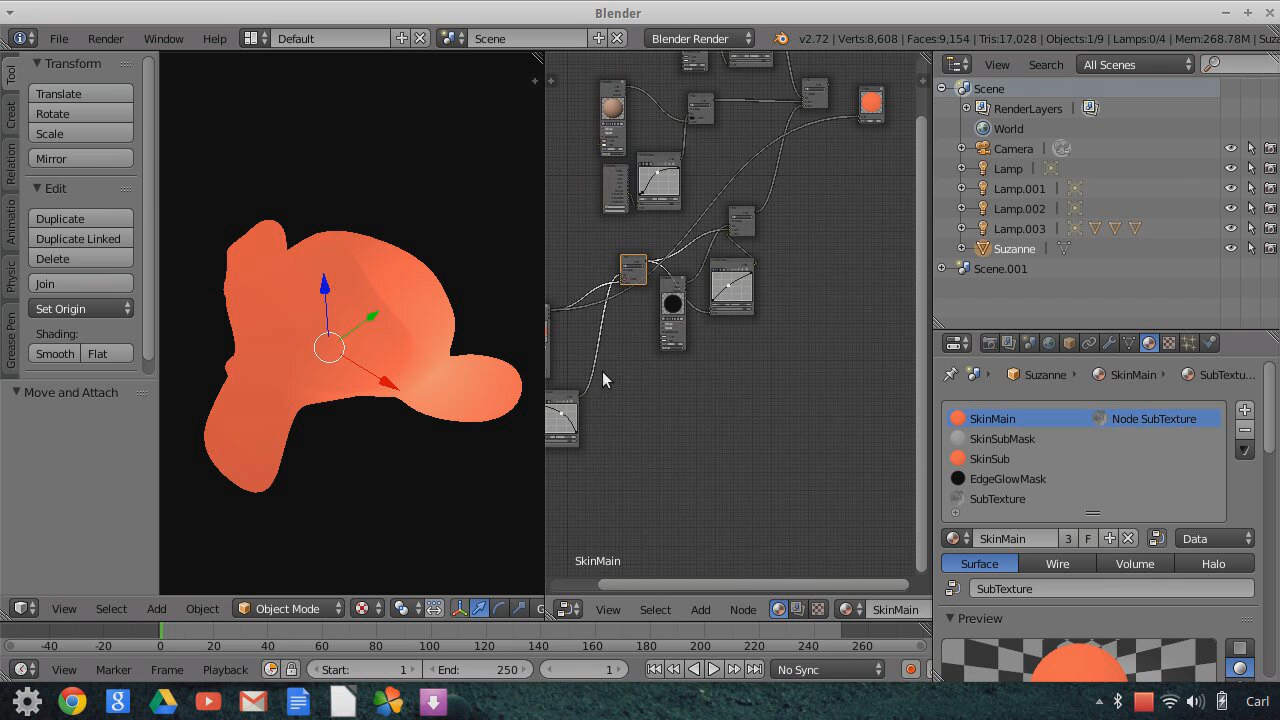 Blender
File Render Window Help Default Scene Blender Render v2.72 | Verts:8,608 | Faces:9,154 | Tris:17,028 | Objects:1/9 | Lamps:0/4 | Mem:268.78M | Suz
Tool
Creat
Relation
Animatio
Physic
Grease Pen
Transform
Translate
Rotate
Scale
Mirror
Edit
Duplicate
Duplicate Linked
Delete
Join
Set Origin
Shading:
Smooth Flat
Move and Attach
SkinMain
View Search All Scenes
Scene
RenderLayers
World
Camera
Lamp
Lamp.001
Lamp.002
Lamp.003
Suzanne
Scene.001
Suzanne SkinMain SubTextu...
SkinMain Node SubTexture
SkinSubMask
SkinSub
EdgeGlowMask
SubTexture
SkinMain 3 F Data
Surface Wire Volume Halo
SubTexture
Preview
View Select Add Object Object Mode G
View Select Add Node SkinMain
-40 -20 0 20 40 60 80 100 120 140 160 180 200 220 240 260
View Marker Frame Playback Start: 1 End: 250 1 No Sync
Carl